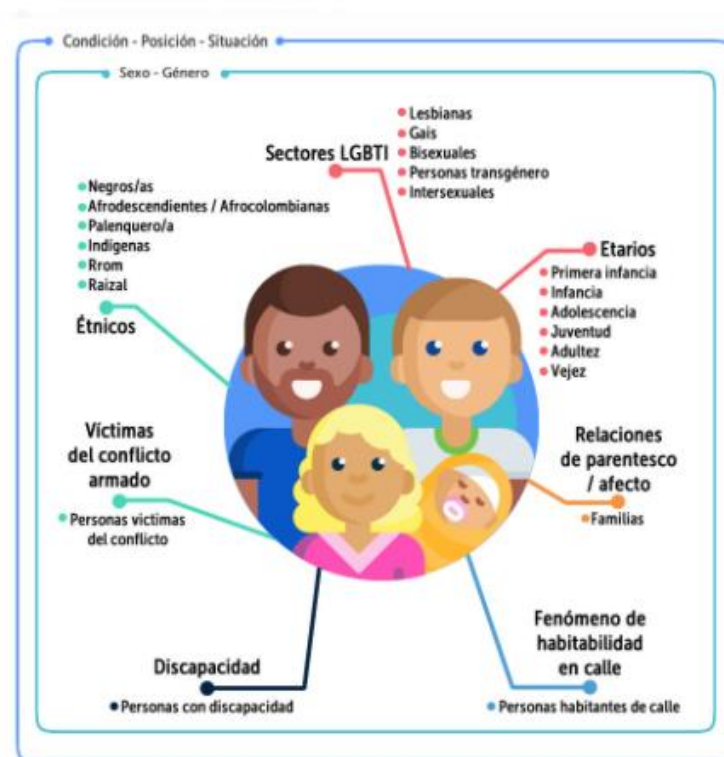 Condición - Posición - Situación
Sexo - Género
Sectores LGBTI
Lesbianas
Gais
Bisexuales
Personas transgénero
Intersexuales
Negros/as
Afrodescendientes / Afrocolombianas
Palenquero/a
Indígenas
Rrom
Raizal
Étnicos
Etarios
Primera infancia
Infancia
Adolescencia
Juventud
Adultez
Vejez
Víctimas
del conflicto
armado
Personas víctimas
del conflicto
Relaciones
de parentesco
/ afecto
Familias
Discapacidad
Personas con discapacidad
Fenómeno de
habitabilidad
en calle
Personas habitantes de calle